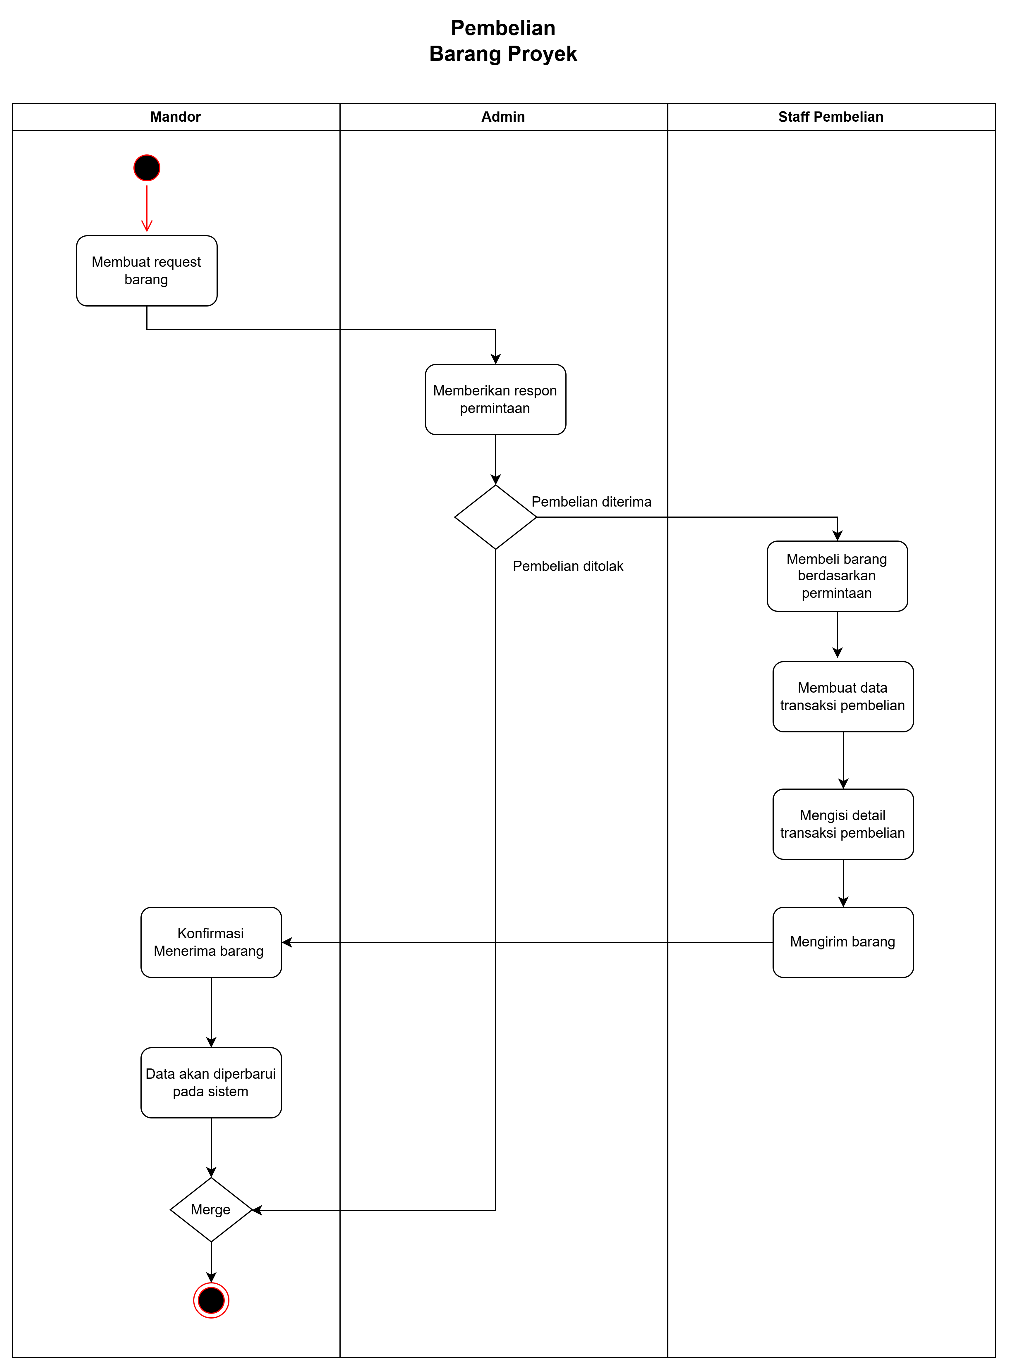 Pembelian
Barang Proyek
Mandor
Admin
Staff Pembelian
Membuat request
barang
Memberikan respon
permintaan
Pembelian diterima
Pembelian ditolak
Membeli barang
berdasarkan
permintaan
Membuat data
transaksi pembelian
Mengisi detail
transaksi pembelian
Mengirim barang
Konfirmasi
Menerima barang
Data akan diperbarui
pada sistem
Merge